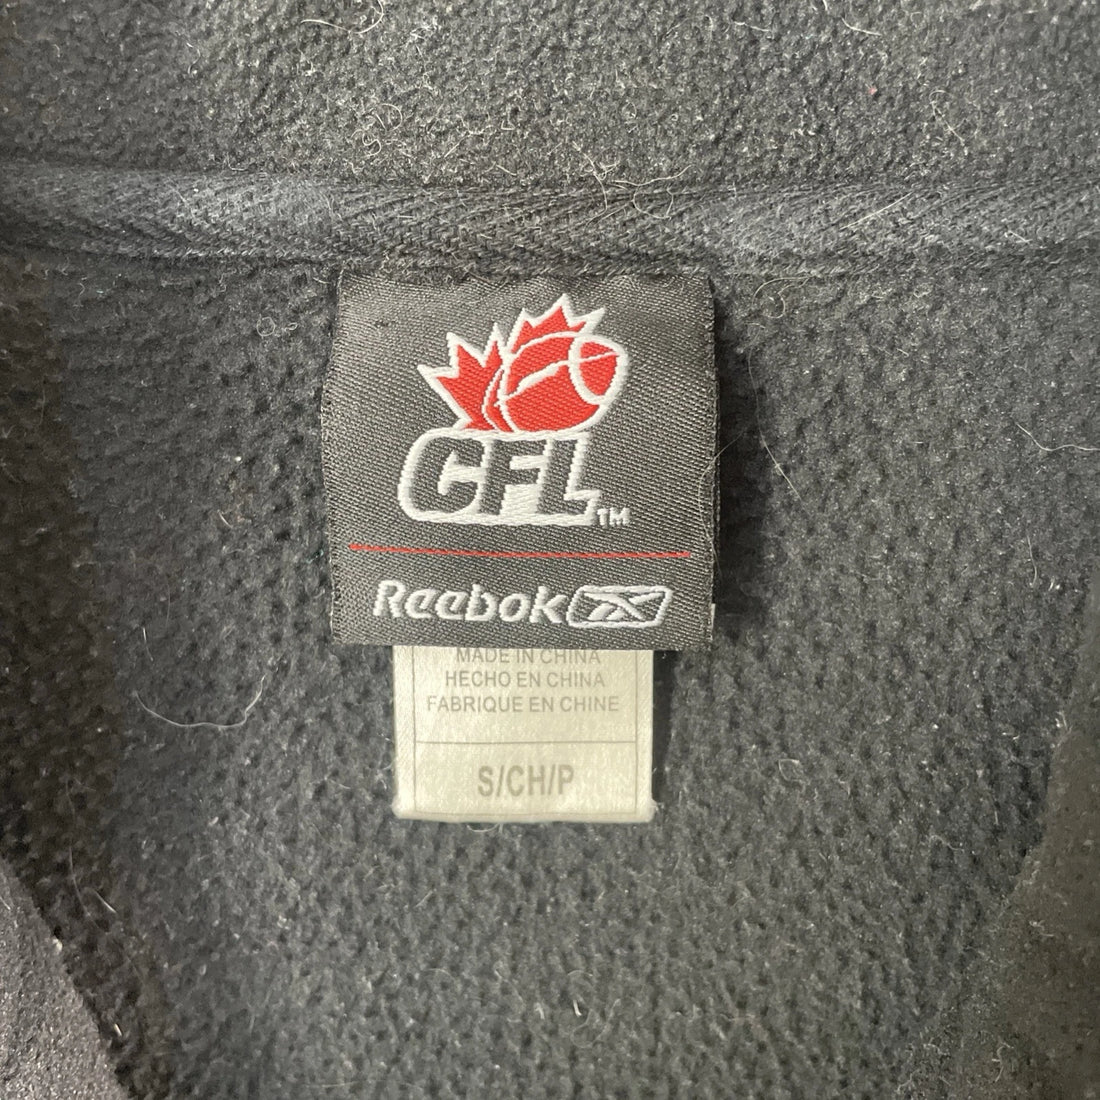 CFL™
Reebok
MADE IN CHINA
HECHO EN CHINA
FABRIQUE EN CHINE
S/CH/P